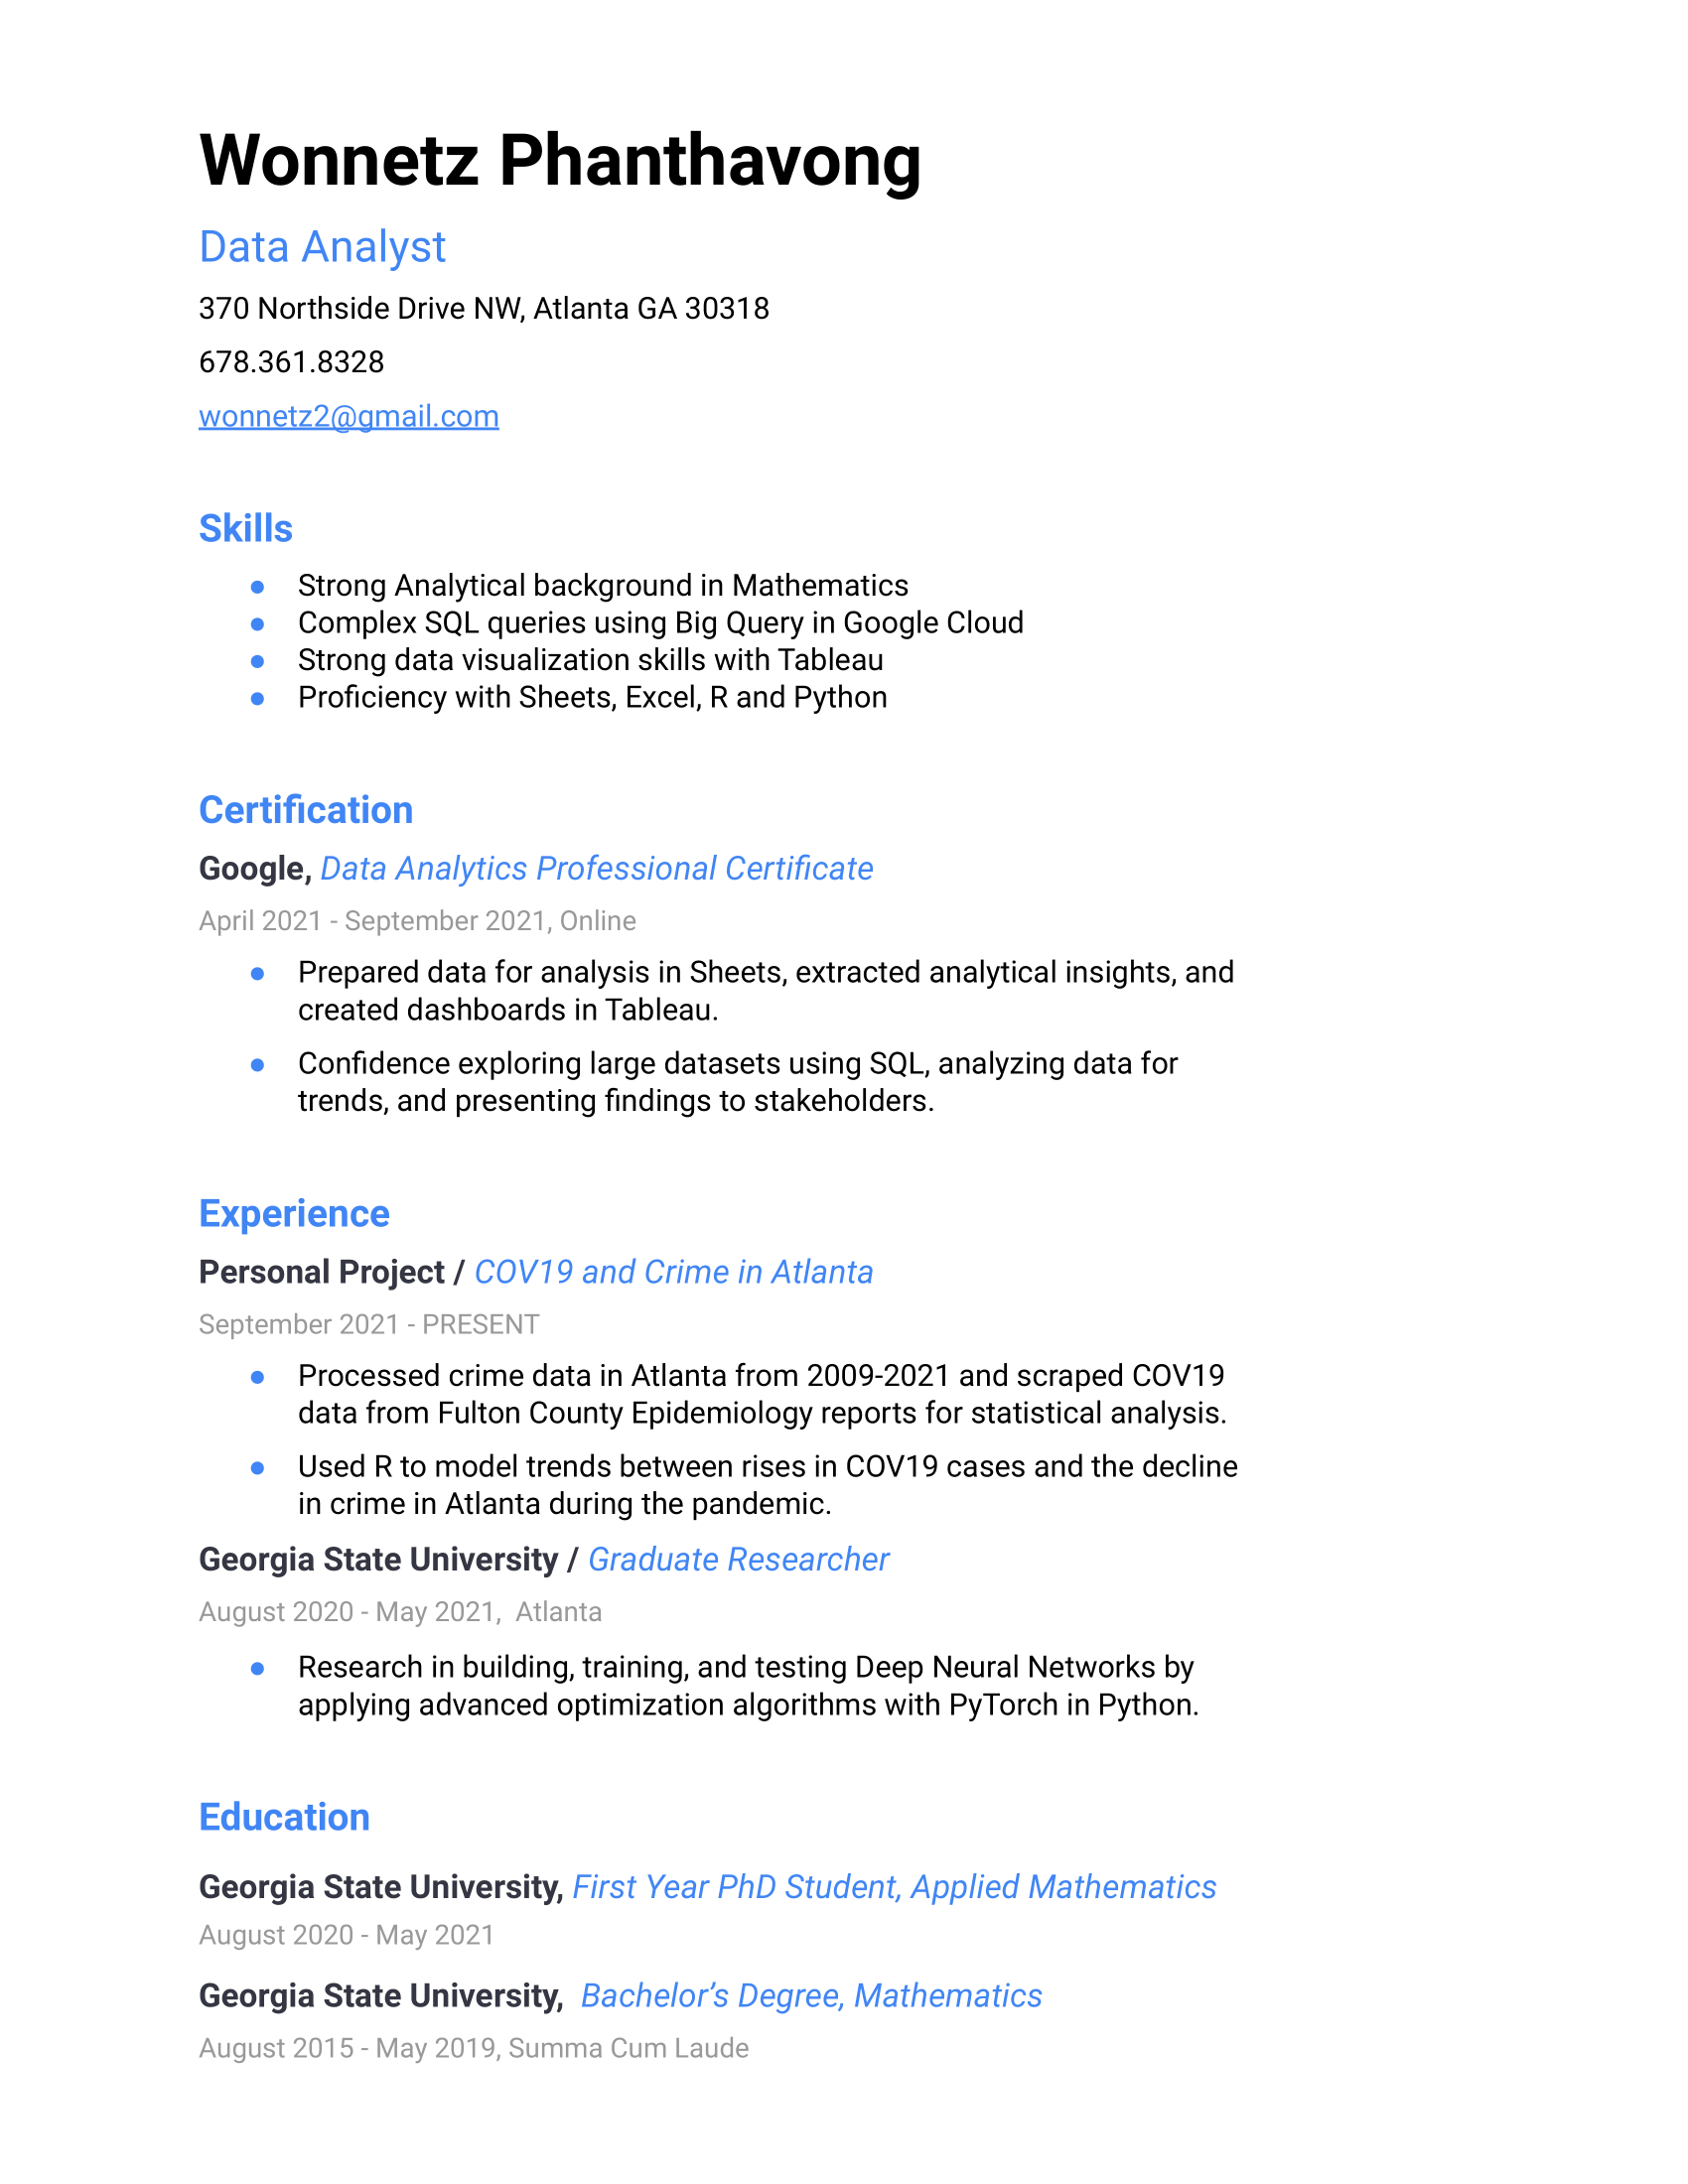 Wonnetz Phanthavong
Data Analyst
370 Northside Drive NW, Atlanta GA 30318
678.361.8328
wonnetz2@gmail.com
Skills
● Strong Analytical background in Mathematics
● Complex SQL queries using Big Query in Google Cloud
● Strong data visualization skills with Tableau
● Proficiency with Sheets, Excel, R and Python
Certification
Google, Data Analytics Professional Certificate
April 2021 - September 2021, Online
● Prepared data for analysis in Sheets, extracted analytical insights, and
created dashboards in Tableau.
● Confidence exploring large datasets using SQL, analyzing data for
trends, and presenting findings to stakeholders.
Experience
Personal Project / COV19 and Crime in Atlanta
September 2021 - PRESENT
● Processed crime data in Atlanta from 2009-2021 and scraped COV19
data from Fulton County Epidemiology reports for statistical analysis.
● Used R to model trends between rises in COV19 cases and the decline
in crime in Atlanta during the pandemic.
Georgia State University / Graduate Researcher
August 2020 - May 2021,  Atlanta
● Research in building, training, and testing Deep Neural Networks by
applying advanced optimization algorithms with PyTorch in Python.
Education
Georgia State University, First Year PhD Student, Applied Mathematics
August 2020 - May 2021
Georgia State University,  Bachelor’s Degree, Mathematics
August 2015 - May 2019, Summa Cum Laude